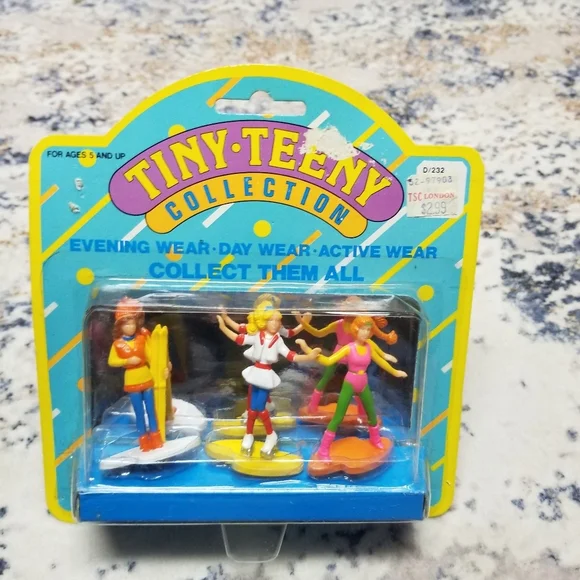 FOR AGES 5 AND UP
TINY·TEENY
COLLECTION
D/232
TSC LONDON
$2.95
EVENING WEAR·DAY WEAR·ACTIVE WEAR
COLLECT THEM ALL